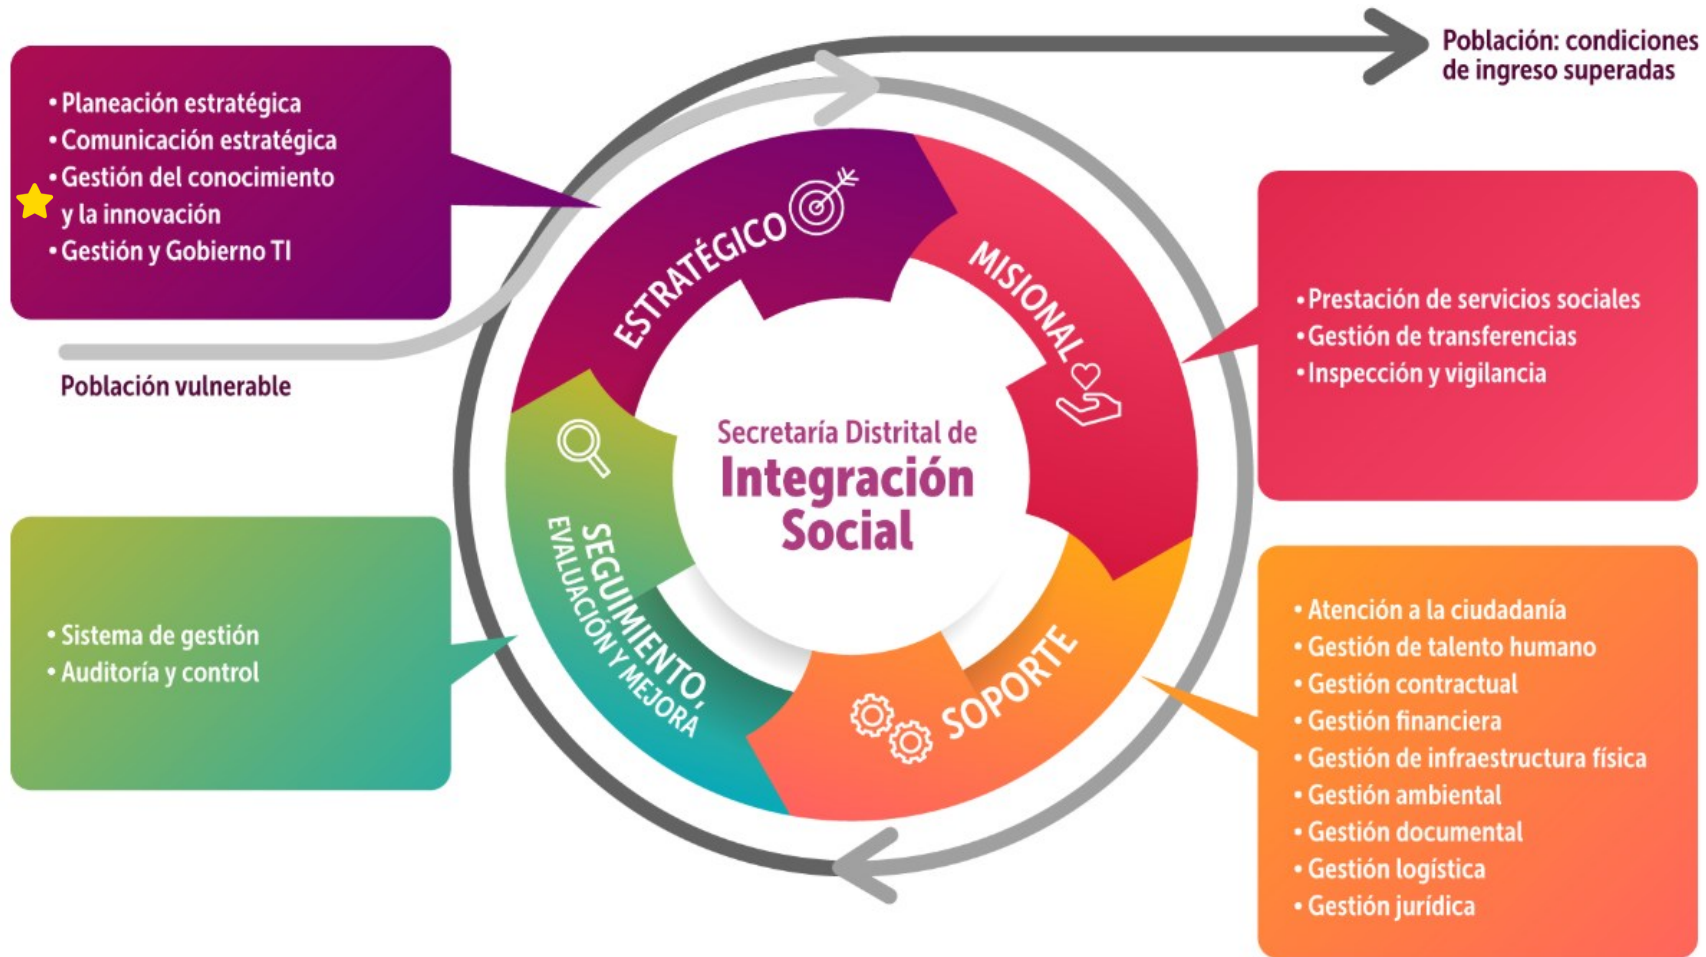 Población: condiciones
de ingreso superadas
• Planeación estratégica
• Comunicación estratégica
• Gestión del conocimiento
y la innovación
• Gestión y Gobierno TI
Población vulnerable
ESTRATÉGICO
MISIONAL
• Prestación de servicios sociales
• Gestión de transferencias
• Inspección y vigilancia
Secretaría Distrital de
Integración
Social
SEGUIMIENTO,
EVALUACIÓN Y MEJORA
• Sistema de gestión
• Auditoría y control
SOPORTE
• Atención a la ciudadanía
• Gestión de talento humano
• Gestión contractual
• Gestión financiera
• Gestión de infraestructura física
• Gestión ambiental
• Gestión documental
• Gestión logística
• Gestión jurídica